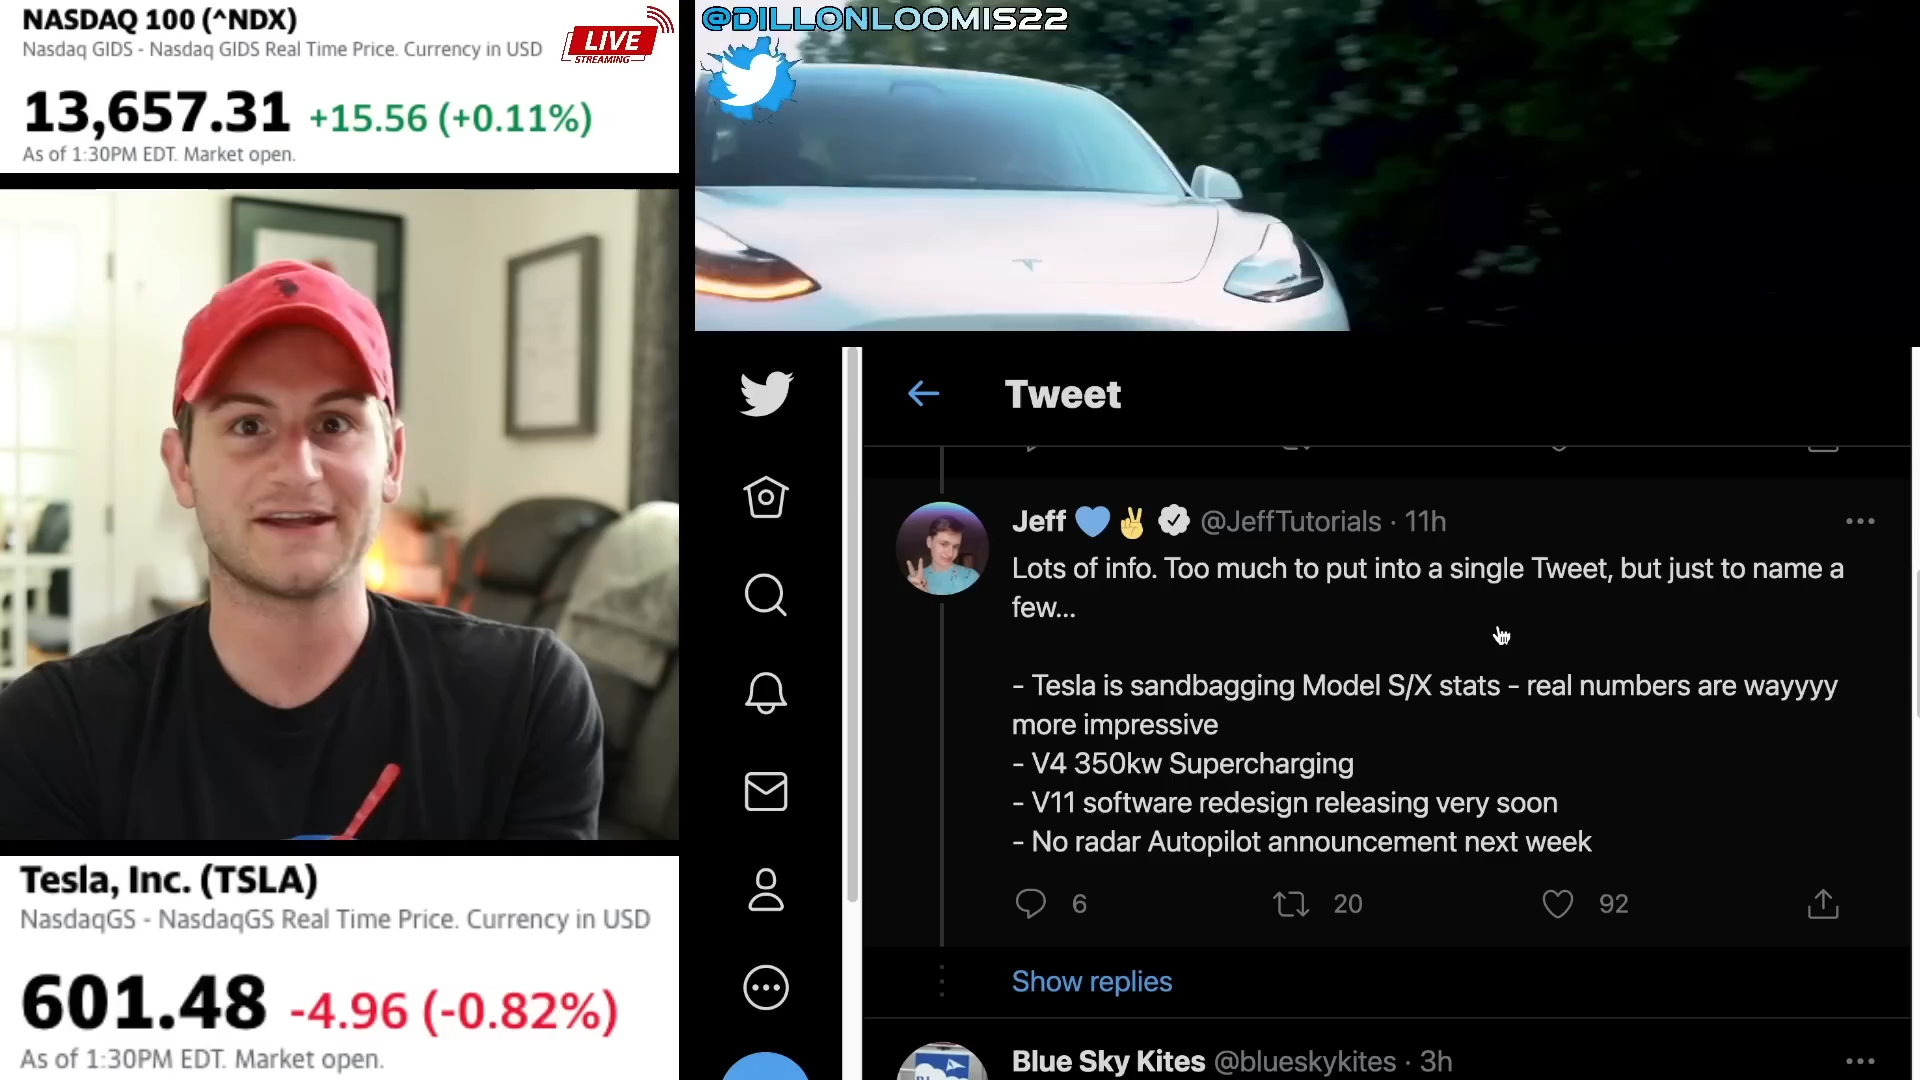 NASDAQ 100 (^NDX)
Nasdaq GIDS - Nasdaq GIDS Real Time Price. Currency in USD
LIVE
STREAMING
13,657.31 +15.56 (+0.11%)
As of 1:30PM EDT. Market open.
@DILLONLOOMIS22
Tweet
Jeff 💙✌️ @JeffTutorials · 11h
Lots of info. Too much to put into a single Tweet, but just to name a
few...
- Tesla is sandbagging Model S/X stats - real numbers are wayyyy
more impressive
- V4 350kw Supercharging
- V11 software redesign releasing very soon
- No radar Autopilot announcement next week
6 20 92
Show replies
Blue Sky Kites @blueskykites · 3h
Tesla, Inc. (TSLA)
NasdaqGS - NasdaqGS Real Time Price. Currency in USD
601.48 -4.96 (-0.82%)
As of 1:30PM EDT. Market open.